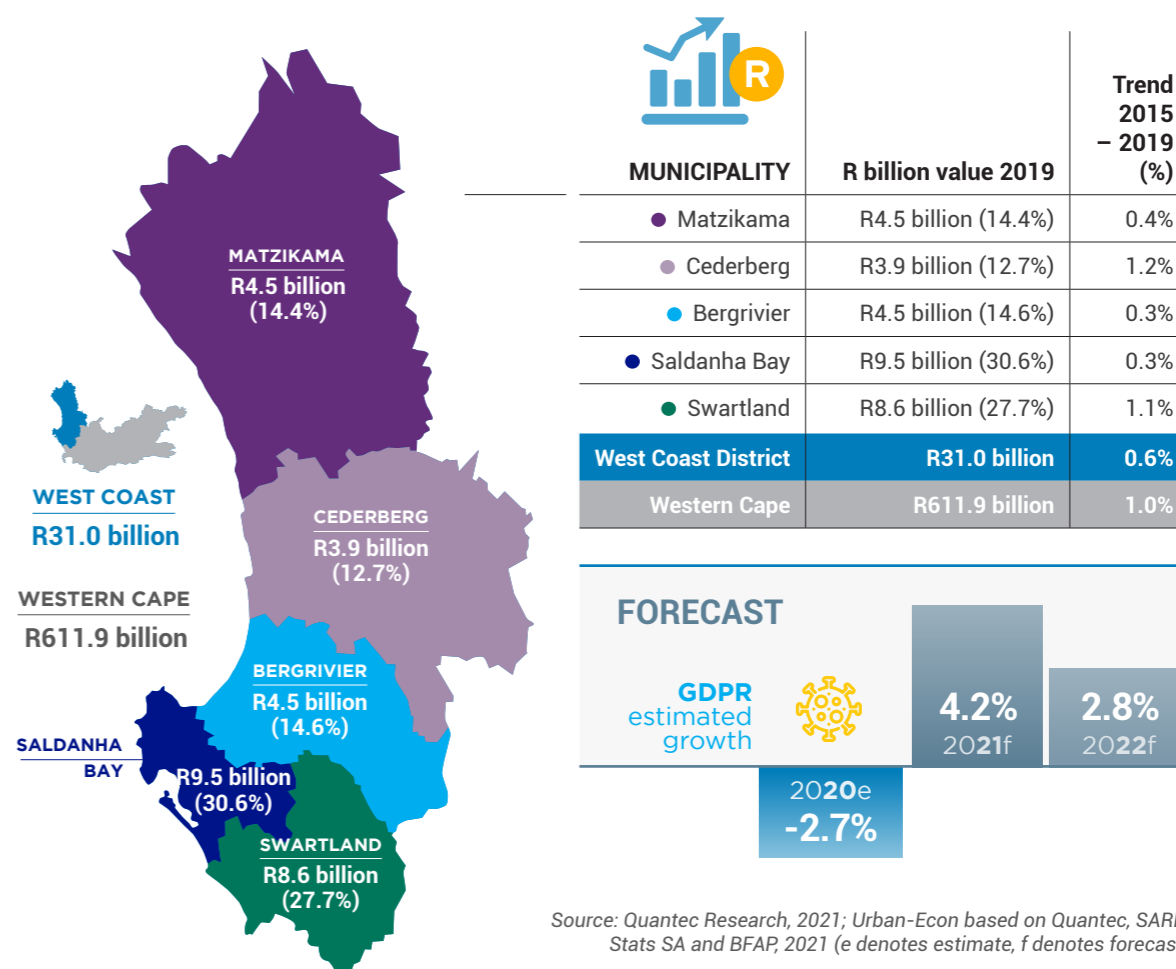 MATZIKAMA
R4.5 billion
(14.4%)
WEST COAST
R31.0 billion
WESTERN CAPE
R611.9 billion
CEDERBERG
R3.9 billion
(12.7%)
BERGRIVIER
R4.5 billion
(14.6%)
SALDANHA
BAY
R9.5 billion
(30.6%)
SWARTLAND
R8.6 billion
(27.7%)
R
MUNICIPALITY R billion value 2019 Trend
2015
– 2019
(%)
Matzikama R4.5 billion (14.4%) 0.4%
Cederberg R3.9 billion (12.7%) 1.2%
Bergrivier R4.5 billion (14.6%) 0.3%
Saldanha Bay R9.5 billion (30.6%) 0.3%
Swartland R8.6 billion (27.7%) 1.1%
West Coast District R31.0 billion 0.6%
Western Cape R611.9 billion 1.0%
FORECAST
GDPR
estimated
growth
2020e
-2.7%
4.2%
2021f
2.8%
2022f
Source: Quantec Research, 2021; Urban-Econ based on Quantec,
Stats SA and BFAP, 2021 (e denotes estimate, f denotes